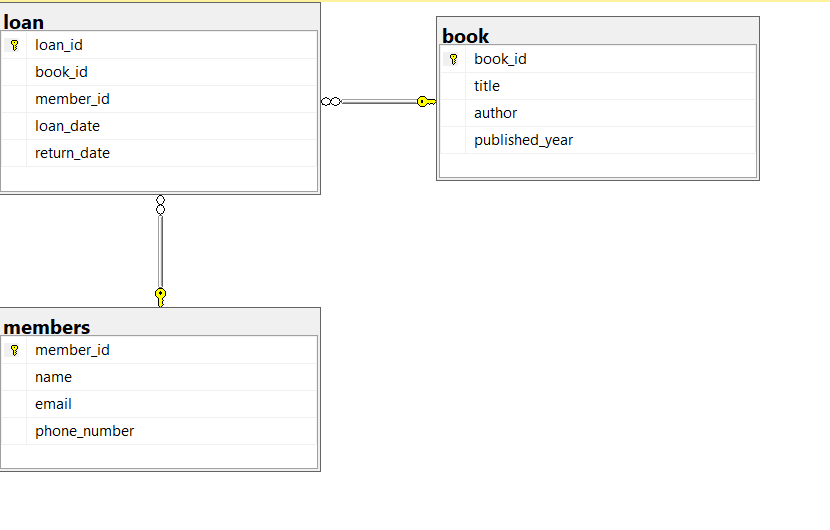 loan
loan_id
book_id
member_id
loan_date
return_date
book
book_id
title
author
published_year
members
member_id
name
email
phone_number